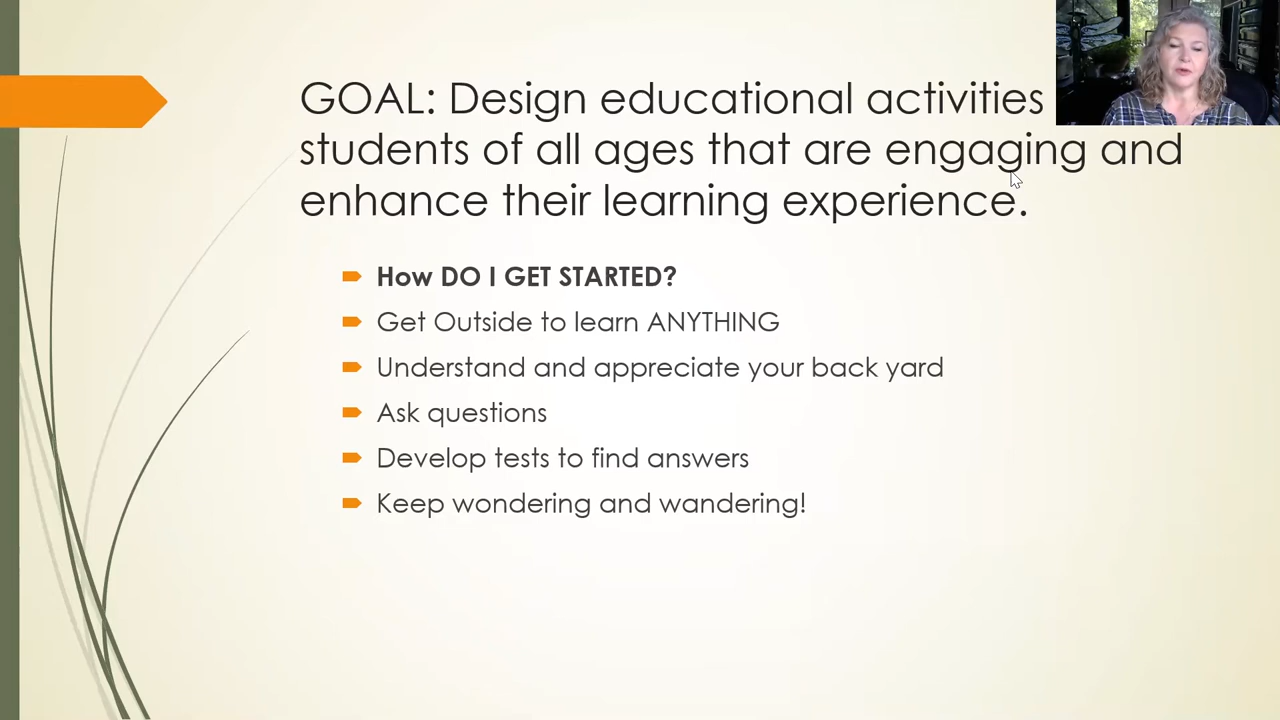 GOAL: Design educational activities
students of all ages that are engaging and
enhance their learning experience.
How DO I GET STARTED?
Get Outside to learn ANYTHING
Understand and appreciate your back yard
Ask questions
Develop tests to find answers
Keep wondering and wandering!